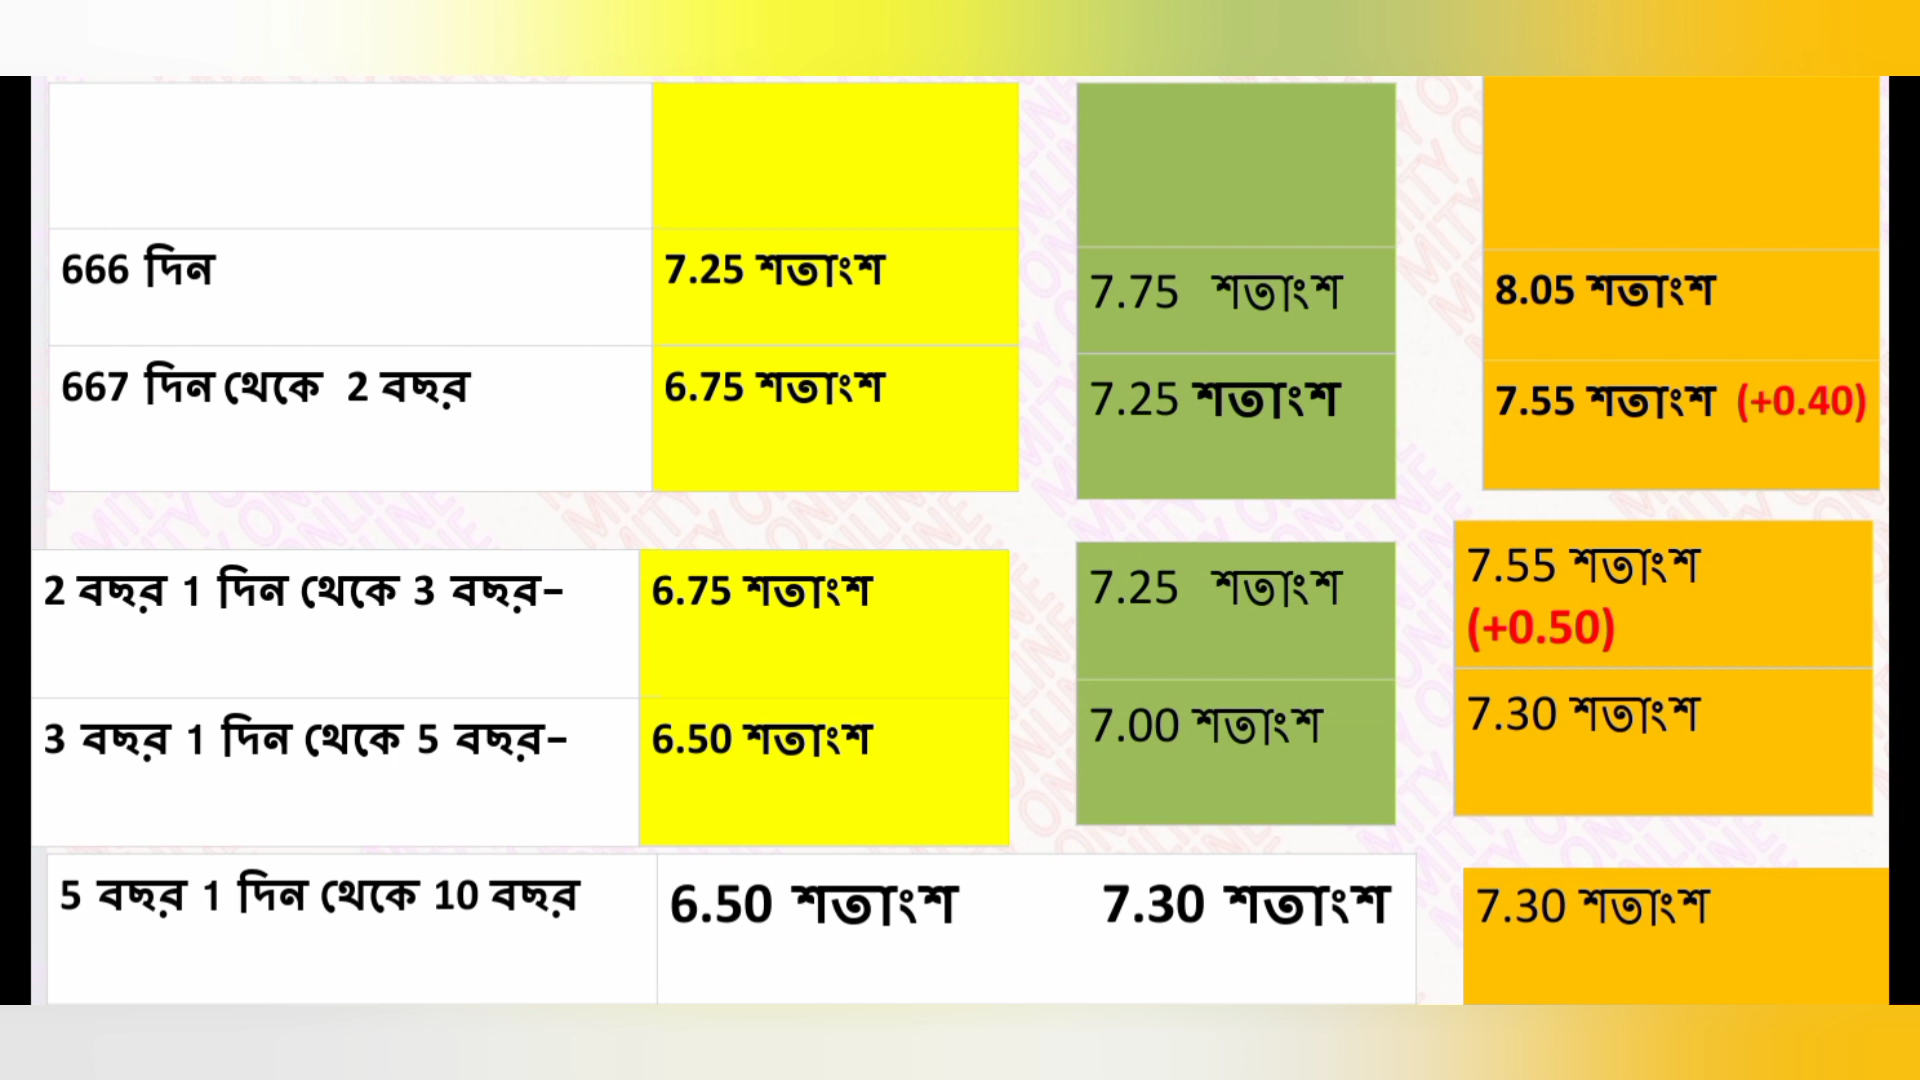 666 দিন 7.25 শতাংশ 7.75 শতাংশ 8.05 শতাংশ
667 দিন থেকে 2 বছর 6.75 শতাংশ 7.25 শতাংশ 7.55 শতাংশ (+0.40)
2 বছর 1 দিন থেকে 3 বছর– 6.75 শতাংশ 7.25 শতাংশ 7.55 শতাংশ
(+0.50)
3 বছর 1 দিন থেকে 5 বছর– 6.50 শতাংশ 7.00 শতাংশ 7.30 শতাংশ
5 বছর 1 দিন থেকে 10 বছর 6.50 শতাংশ 7.30 শতাংশ 7.30 শতাংশ
MITY ONLINE